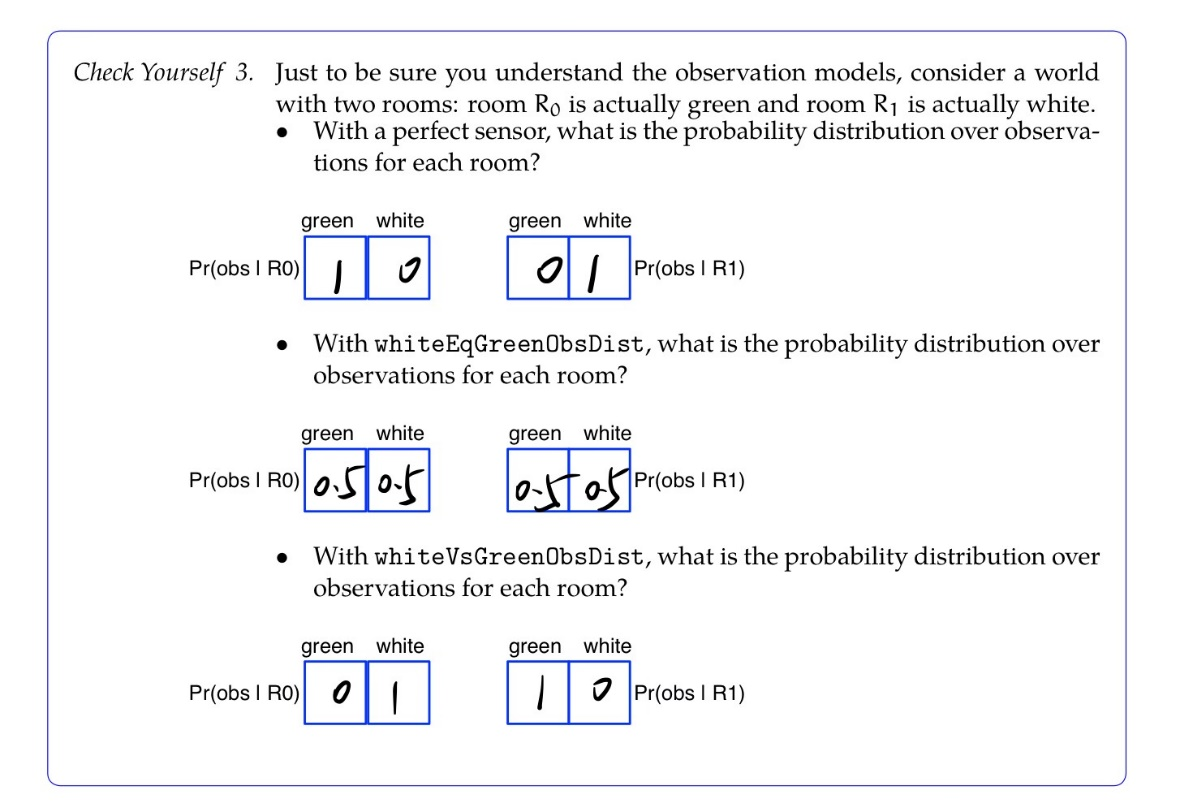 Check Yourself 3. Just to be sure you understand the observation models, consider a world
with two rooms: room R₀ is actually green and room R₁ is actually white.
• With a perfect sensor, what is the probability distribution over observa-
tions for each room?
green white green white
Pr(obs | R0) 1 0 0 1 Pr(obs | R1)
• With whiteEqGreenObsDist, what is the probability distribution over
observations for each room?
green white green white
Pr(obs | R0) 0.5 0.5 0.5 0.5 Pr(obs | R1)
• With whiteVsGreenObsDist, what is the probability distribution over
observations for each room?
green white green white
Pr(obs | R0) 0 1 1 0 Pr(obs | R1)